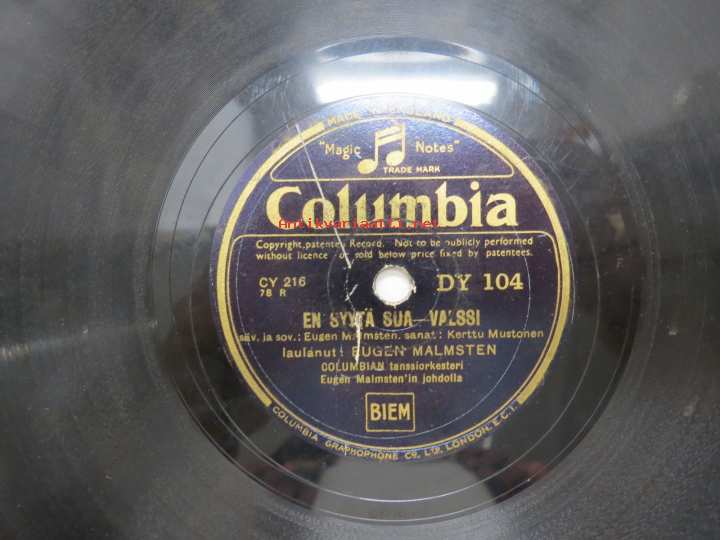 MADE IN ENGLAND
"Magic Notes"
TRADE MARK
Columbia
Antikvariaatti.net
Copyright, patented Record. Not to be publicly performed
without licence or sold below price fixed by patentees.
CY 216
78 R
DY 104
EN SYYTÄ SUA—VALSSI
säv. ja sov.: Eugen Malmsten. sanat: Kerttu Mustonen
laulanut: EUGEN MALMSTEN
COLUMBIAN tanssiorkesteri
Eugen Malmsten'in johdolla
BIEM
COLUMBIA GRAPHOPHONE Co. LTD. LONDON, E.C.1.